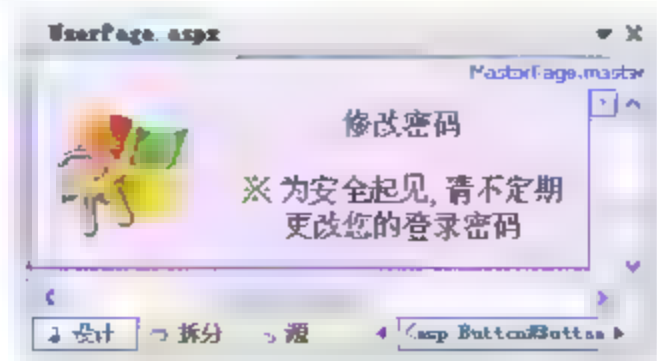 UserPage.aspx
MasterPage.master
修改密码
※ 为安全起见, 请不定期
更改您的登录密码
设计 拆分 源 <asp:Button#Button